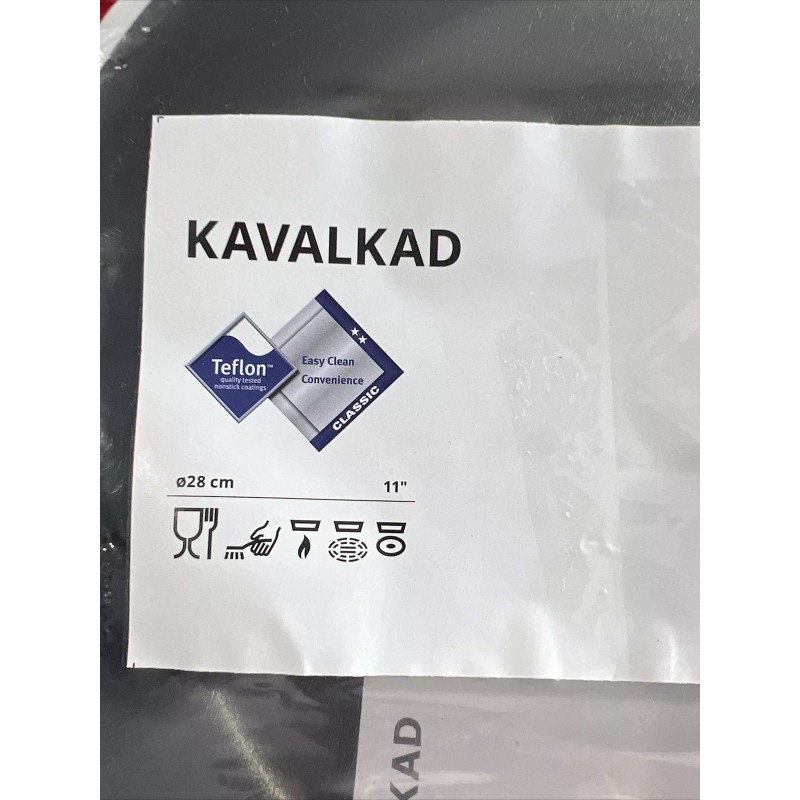 KAVALKAD
Teflon™
quality tested
nonstick coatings
Easy Clean
Convenience
CLASSIC
ø28 cm 11"
KAD